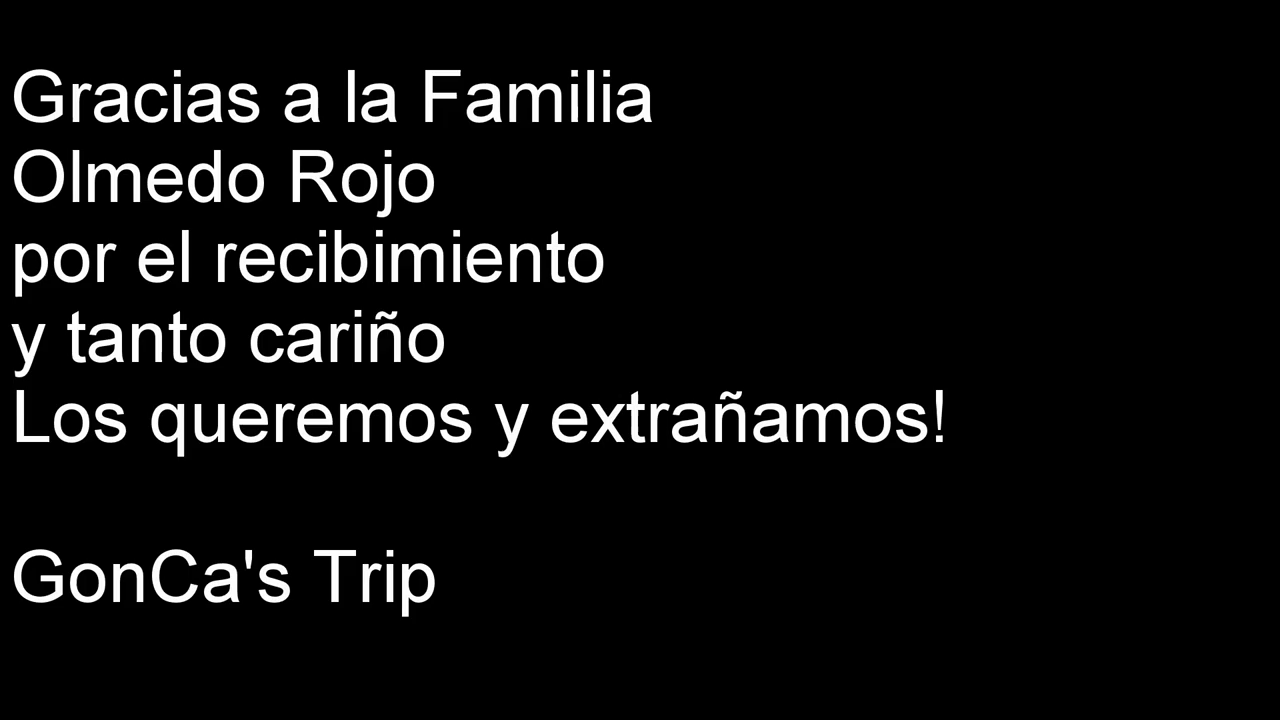 Gracias a la Familia
Olmedo Rojo
por el recibimiento
y tanto cariño
Los queremos y extrañamos!
GonCa's Trip